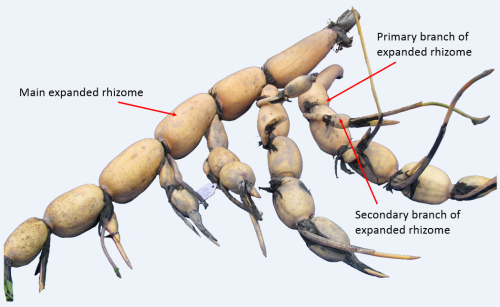 Primary branch of
expanded rhizome
Main expanded rhizome
Secondary branch of
expanded rhizome